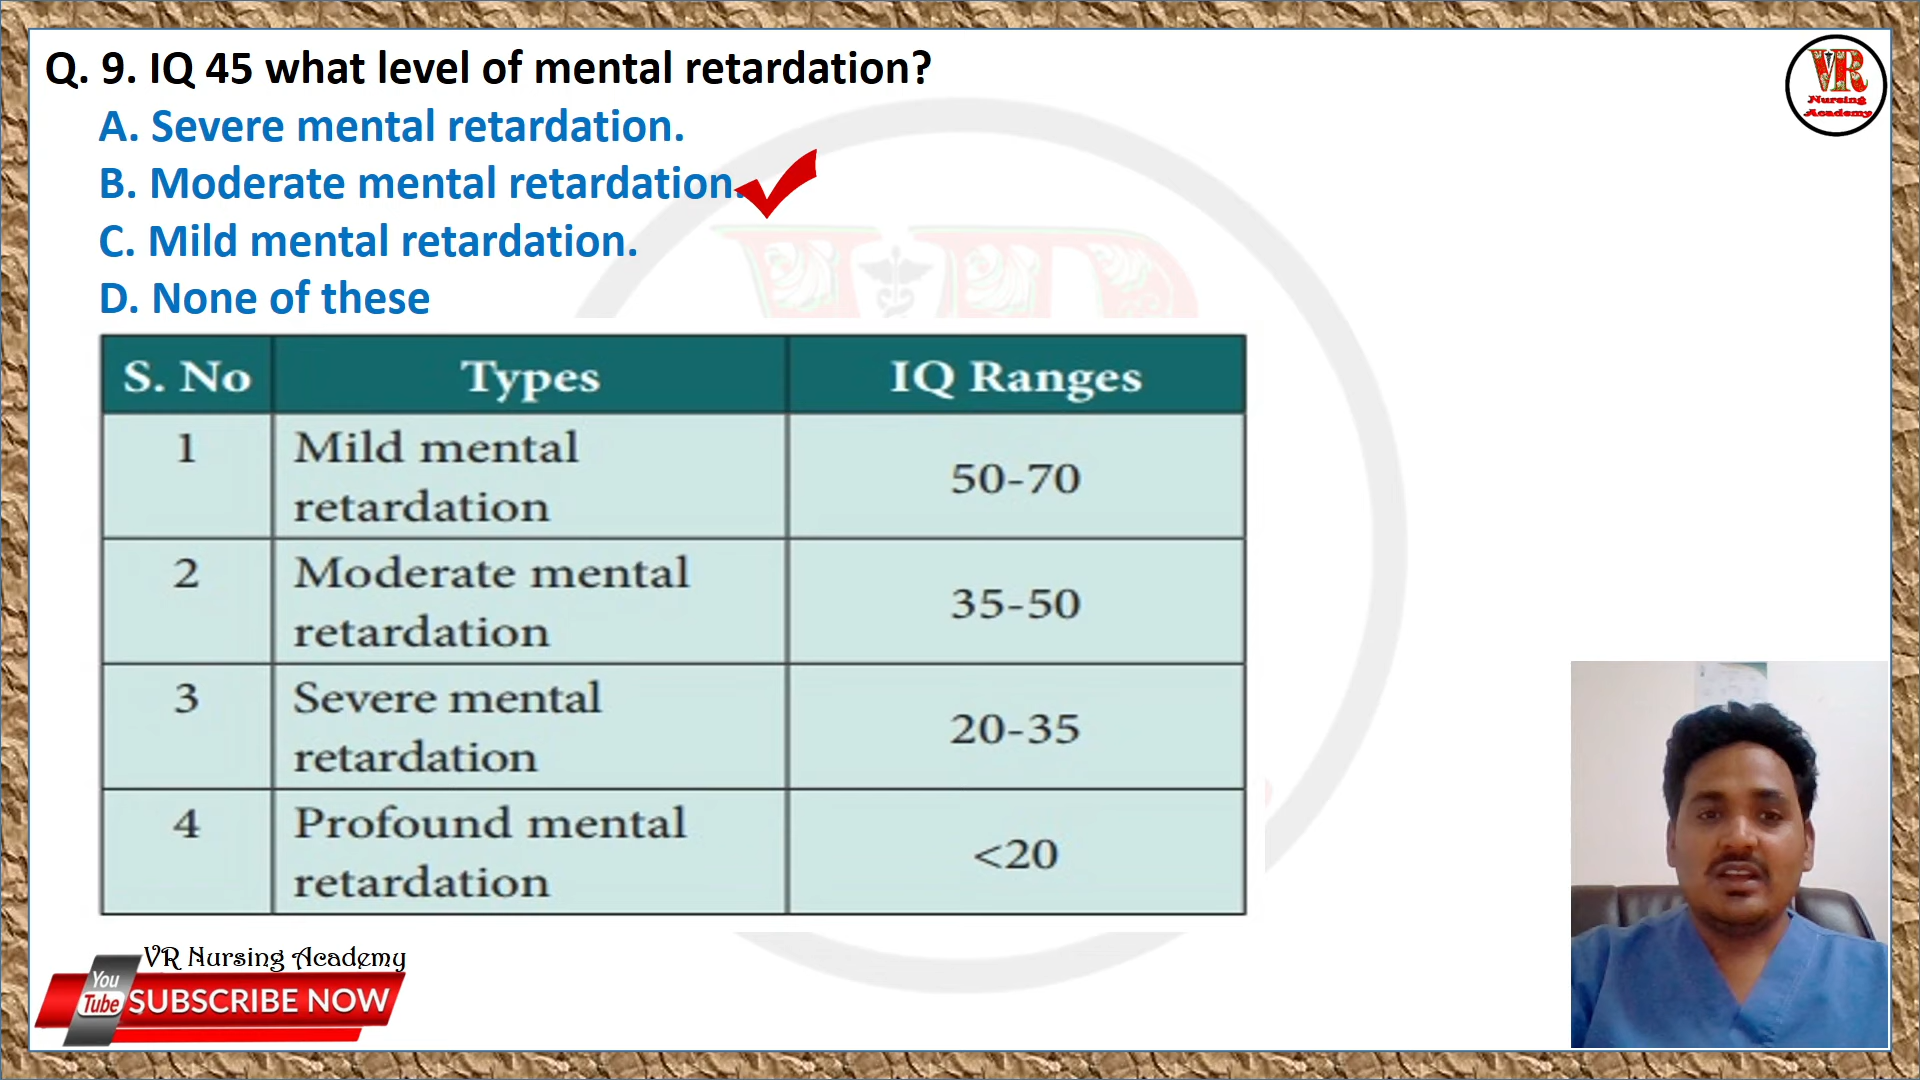 Q. 9. IQ 45 what level of mental retardation?
A. Severe mental retardation.
B. Moderate mental retardation.
C. Mild mental retardation.
D. None of these
VR
Nursing
Academy
S. No Types IQ Ranges
1 Mild mental
retardation 50-70
2 Moderate mental
retardation 35-50
3 Severe mental
retardation 20-35
4 Profound mental
retardation <20
VR Nursing Academy
You
Tube SUBSCRIBE NOW